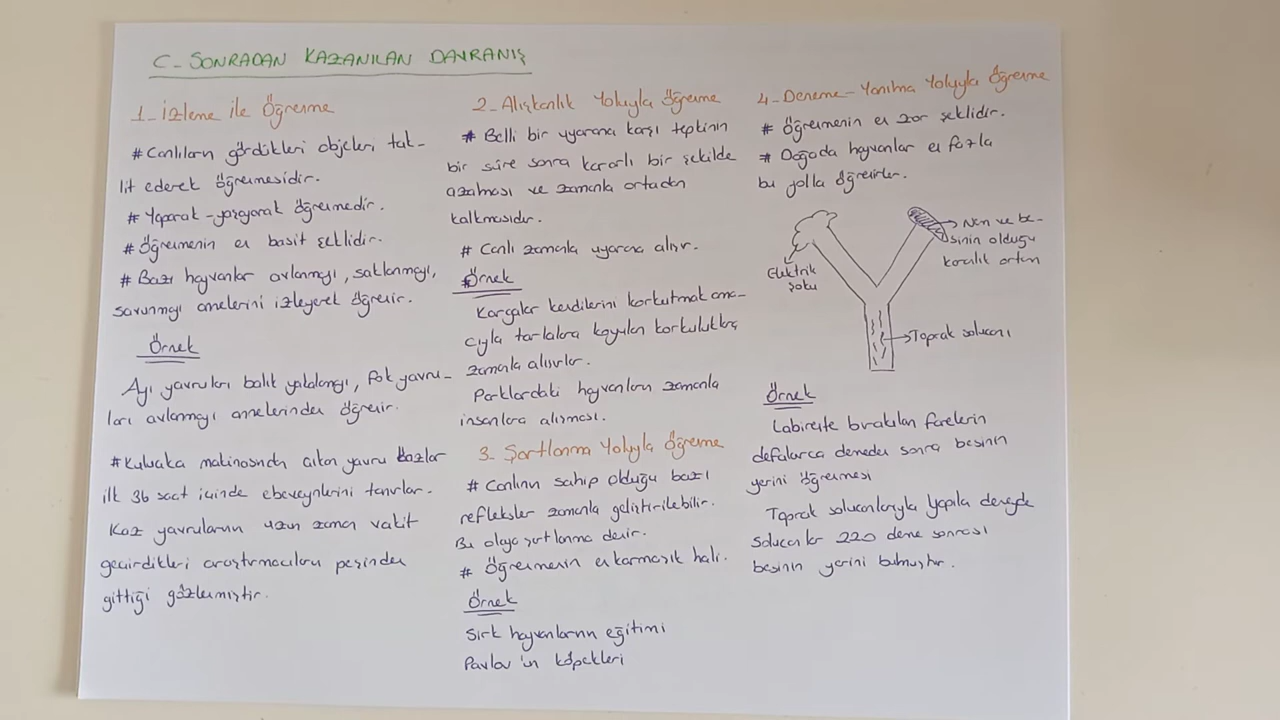 C- SONRADAN KAZANILAN DAVRANIŞ
1- İzleme ile Öğrenme
# Canlıların gördükleri objeleri tak-
lit ederek öğrenmesidir.
# Yaparak-yaşayarak öğrenmedir.
# Öğrenmenin en basit şeklidir.
# Bazı hayvanlar avlanmayı, saklanmayı,
savunmayı annelerini izleyerek öğrenir.
Örnek
Ayı yavruları balık yakalamayı, Fok yavru-
ları avlanmayı annelerinden öğrenir.
# Kuluçka makinasından çıkan yavru kazlar
ilk 36 saat içinde ebeveynlerini tanırlar.
Kaz yavrularının uzun zaman vakit
geçirdikleri araştırmacıların peşinden
gittiği gözlenmiştir.
2- Alışkanlık Yoluyla Öğrenme
# Belli bir uyarana karşı tepkinin
bir süre sonra kararlı bir şekilde
azalması ve zamanla ortadan
kalkmasıdır.
# Canlı zamanla uyarana alışır.
Örnek
Kargalar kendilerini korkutmak ama-
cıyla tarlalara koyulan korkuluklara
zamanla alışırlar.
Parklardaki hayvanların zamanla
insanlara alışması.
3- Şartlanma Yoluyla Öğrenme
# Canlının sahip olduğu bazı
refleksler zamanla geliştirilebilir.
Bu olaya şartlanma denir.
# Öğrenmenin en karmaşık hali.
Örnek
Sirk hayvanlarının eğitimi
Pavlov'un köpekleri
4- Deneme-Yanılma Yoluyla Öğrenme
# Öğrenmenin en zor şeklidir.
# Doğada hayvanlar en fazla
bu yolla öğrenirler.
Nem ve be-
sinin olduğu
karanlık ortam
Elektrik
şoku
Toprak solucanı
Örnek
Labirente bırakılan farelerin
defalarca denemeden sonra besinin
yerini öğrenmesi
Toprak solucanlarıyla yapılan deneyde
solucanlar 220 deneme sonrası
besinin yerini bulmuştur.